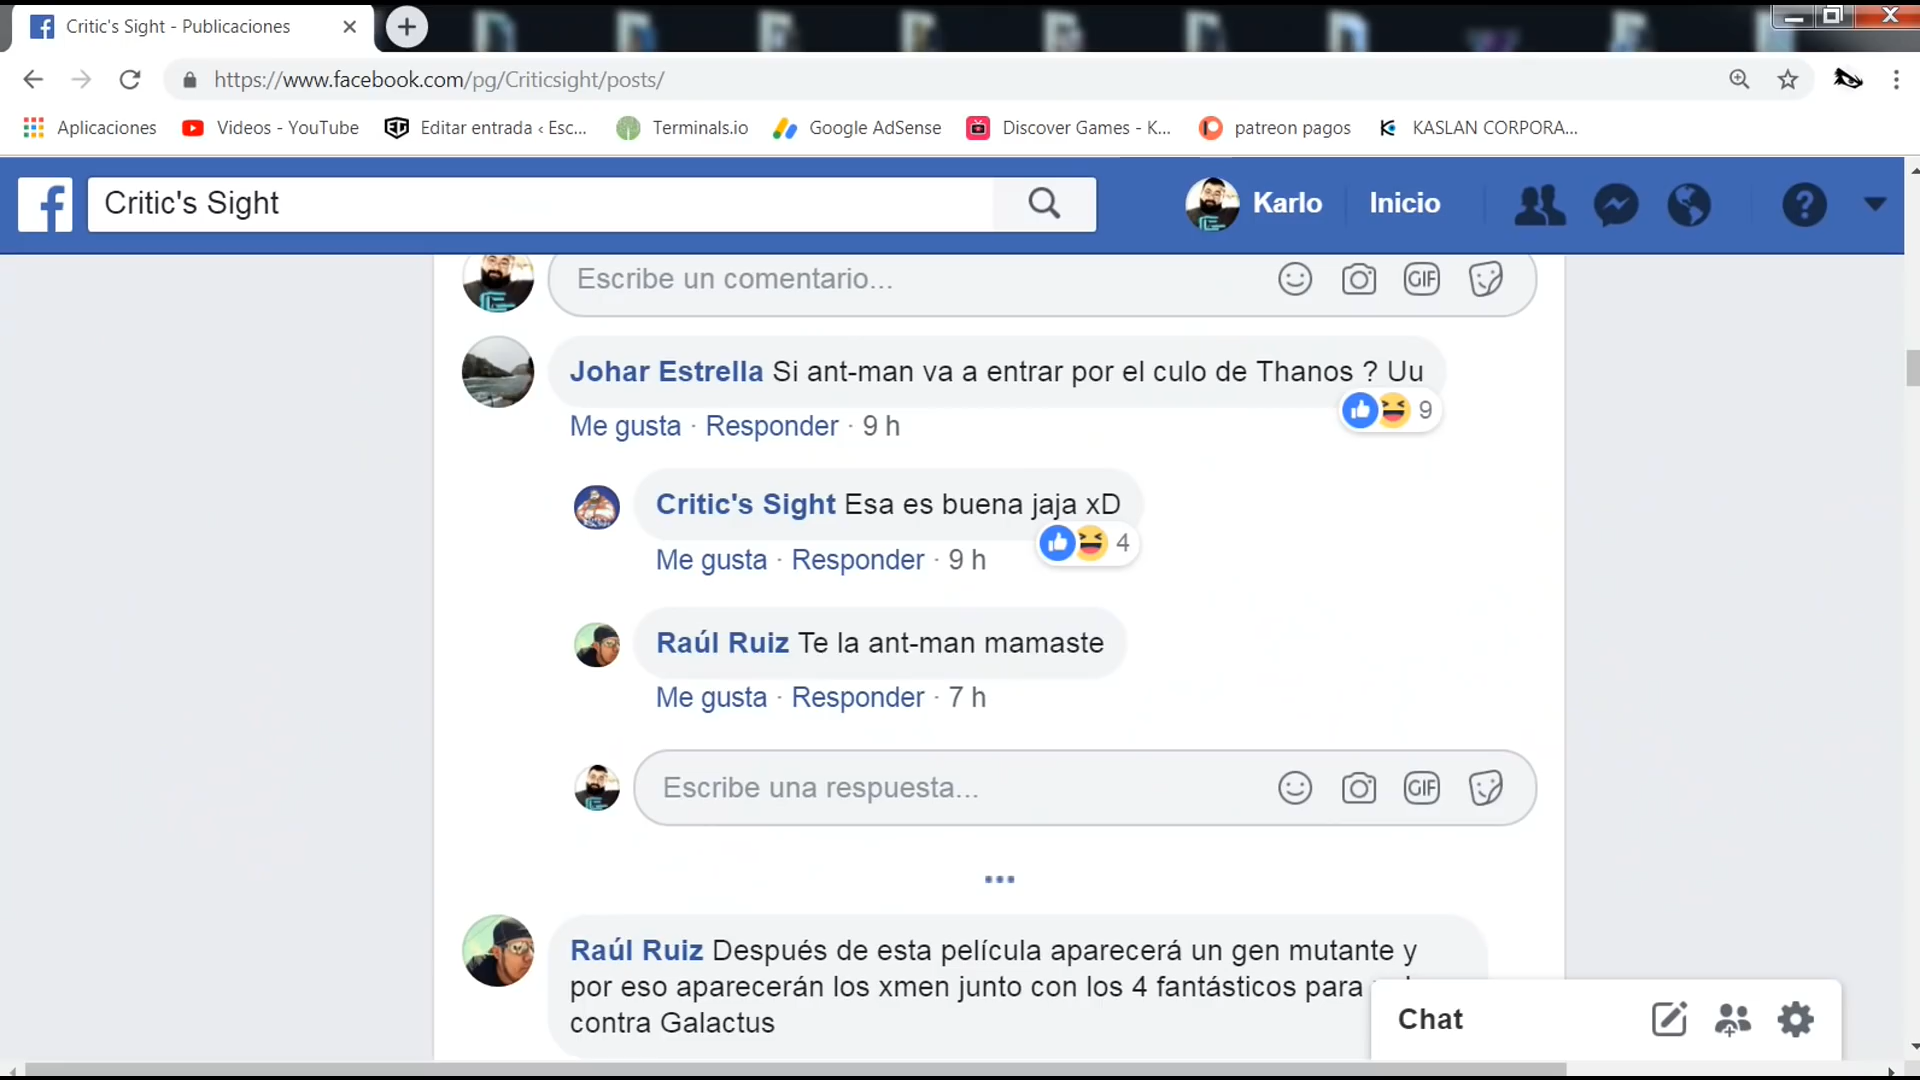 Critic's Sight - Publicaciones
https://www.facebook.com/pg/Criticsight/posts/
Aplicaciones Videos - YouTube Editar entrada ‹ Esc... Terminals.io Google AdSense Discover Games - K... patreon pagos KASLAN CORPORA...
Critic's Sight Karlo Inicio
Escribe un comentario... GIF
Johar Estrella Si ant-man va a entrar por el culo de Thanos ? Uu
9
Me gusta · Responder · 9 h
Critic's Sight Esa es buena jaja xD
4
Me gusta · Responder · 9 h
Raúl Ruiz Te la ant-man mamaste
Me gusta · Responder · 7 h
Escribe una respuesta... GIF
Raúl Ruiz Después de esta película aparecerá un gen mutante y
por eso aparecerán los xmen junto con los 4 fantásticos para
contra Galactus
Chat